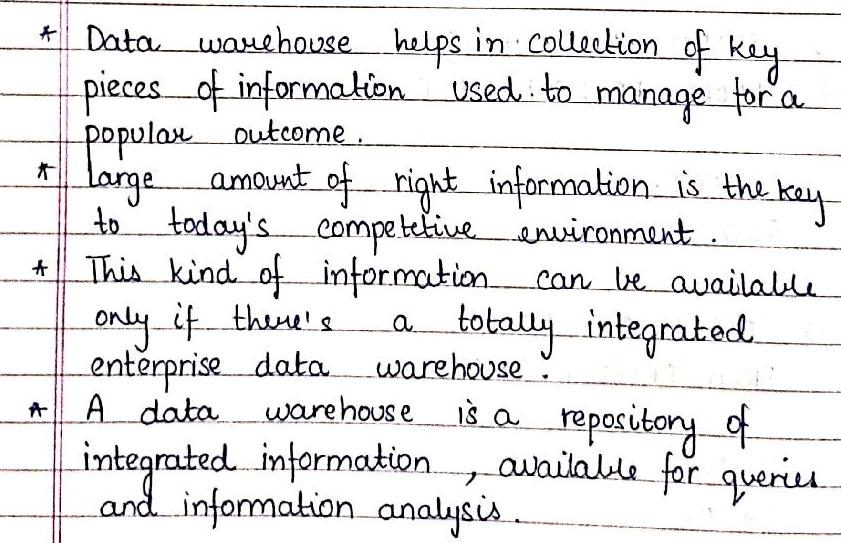 * Data warehouse helps in collection of key
pieces of information used to manage for a
popular outcome.
* Large amount of right information is the key
to today's competetive environment.
* This kind of information can be available
only if there's a totally integrated
enterprise data warehouse.
* A data warehouse is a repository of
integrated information, available for queries
and information analysis.